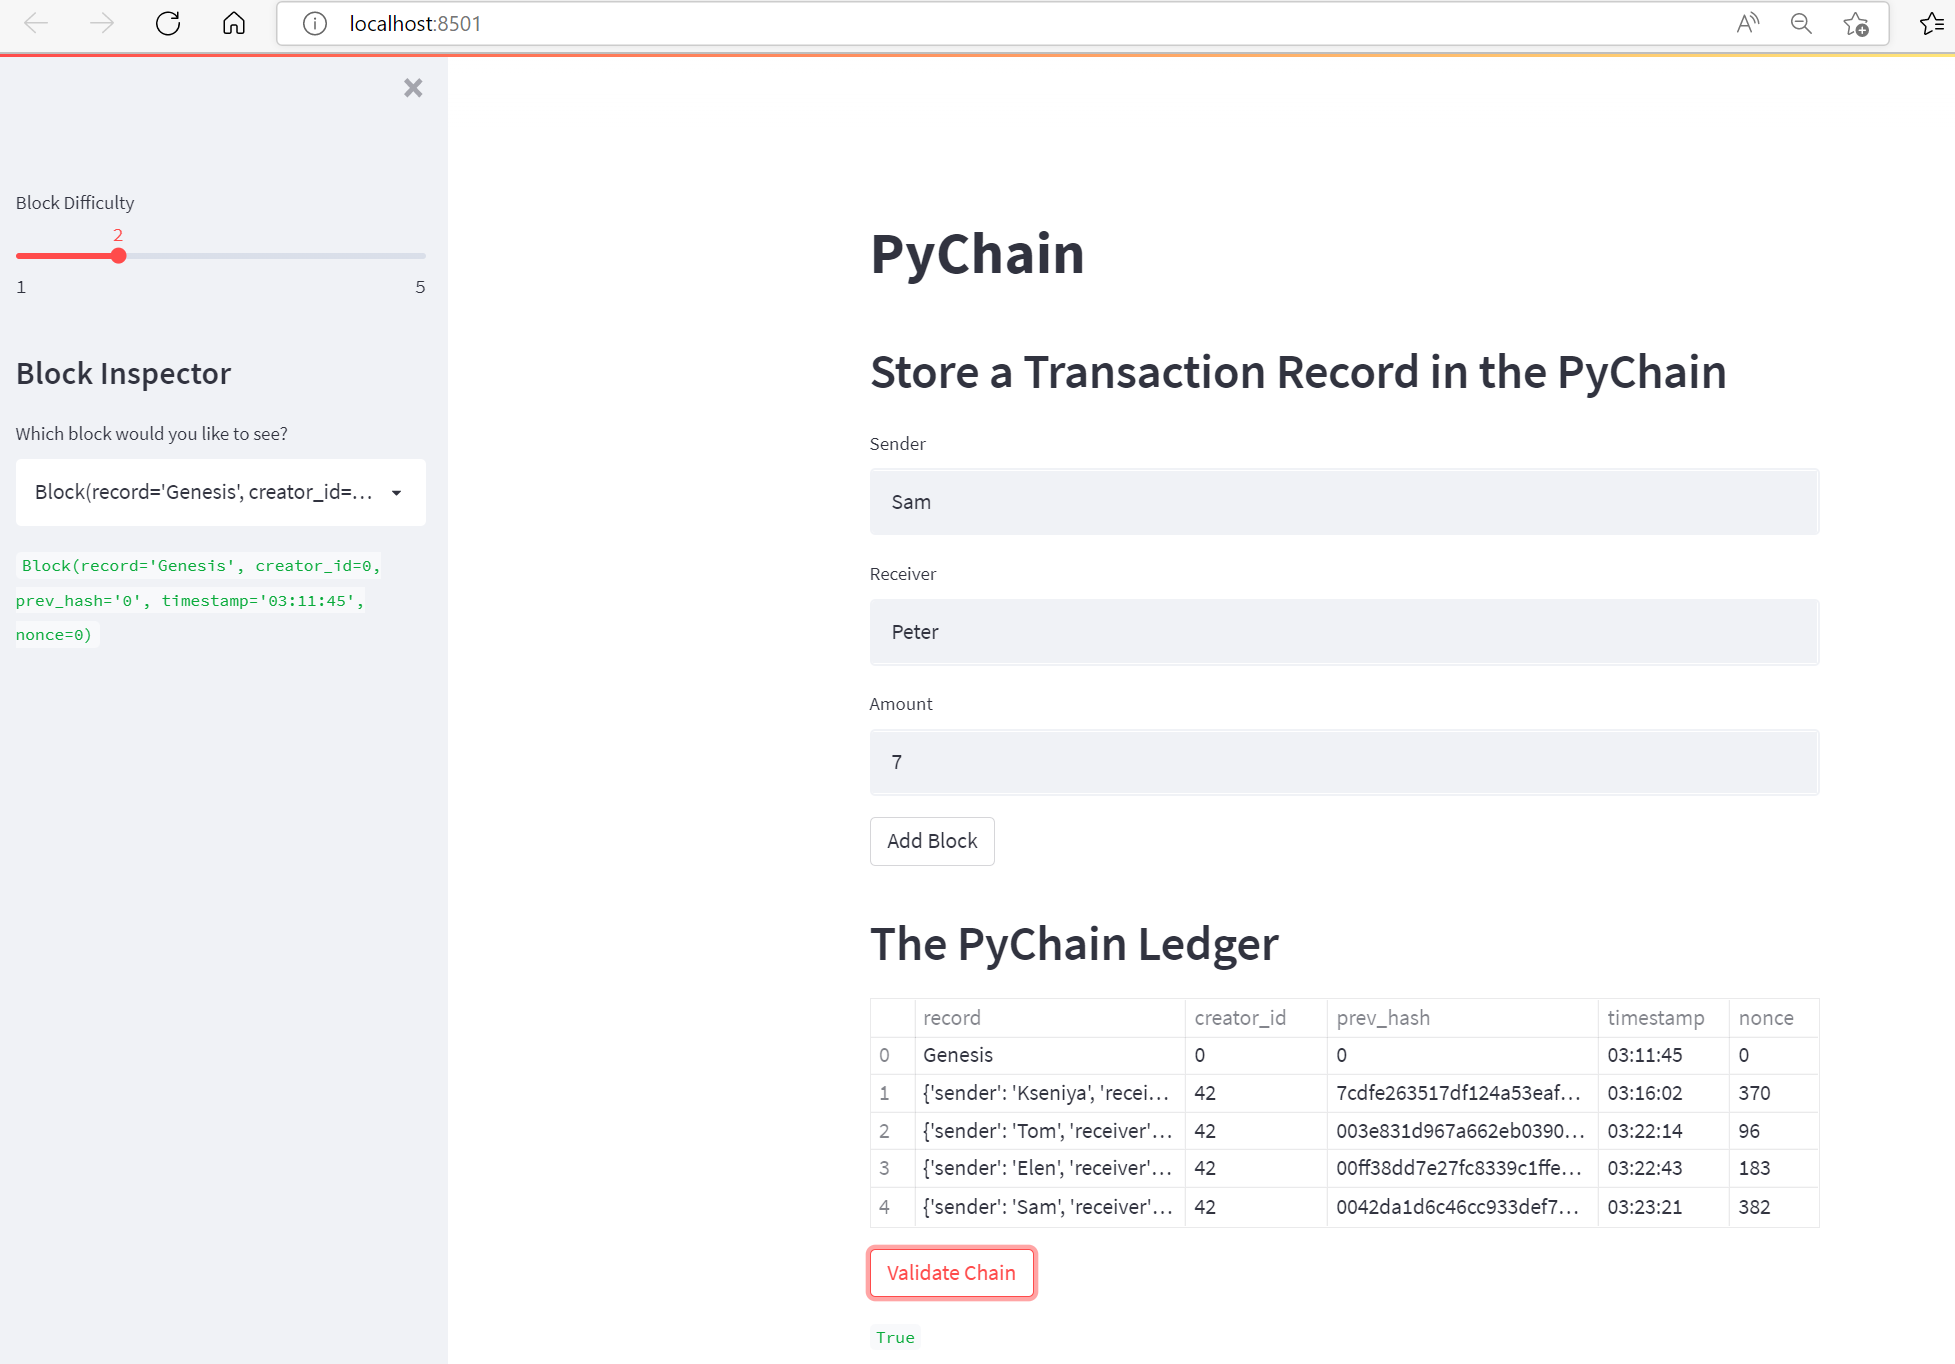 localhost:8501
Block Difficulty
2
1 5
Block Inspector
Which block would you like to see?
Block(record='Genesis', creator_id=...
Block(record='Genesis', creator_id=0,
prev_hash='0', timestamp='03:11:45',
nonce=0)
PyChain
Store a Transaction Record in the PyChain
Sender
Sam
Receiver
Peter
Amount
7
Add Block
The PyChain Ledger
record creator_id prev_hash timestamp nonce
0 Genesis 0 0 03:11:45 0
1 {'sender': 'Kseniya', 'recei... 42 7cdfe263517df124a53eaf... 03:16:02 370
2 {'sender': 'Tom', 'receiver'... 42 003e831d967a662eb0390... 03:22:14 96
3 {'sender': 'Elen', 'receiver'... 42 00ff38dd7e27fc8339c1ffe... 03:22:43 183
4 {'sender': 'Sam', 'receiver'... 42 0042da1d6c46cc933def7... 03:23:21 382
Validate Chain
True